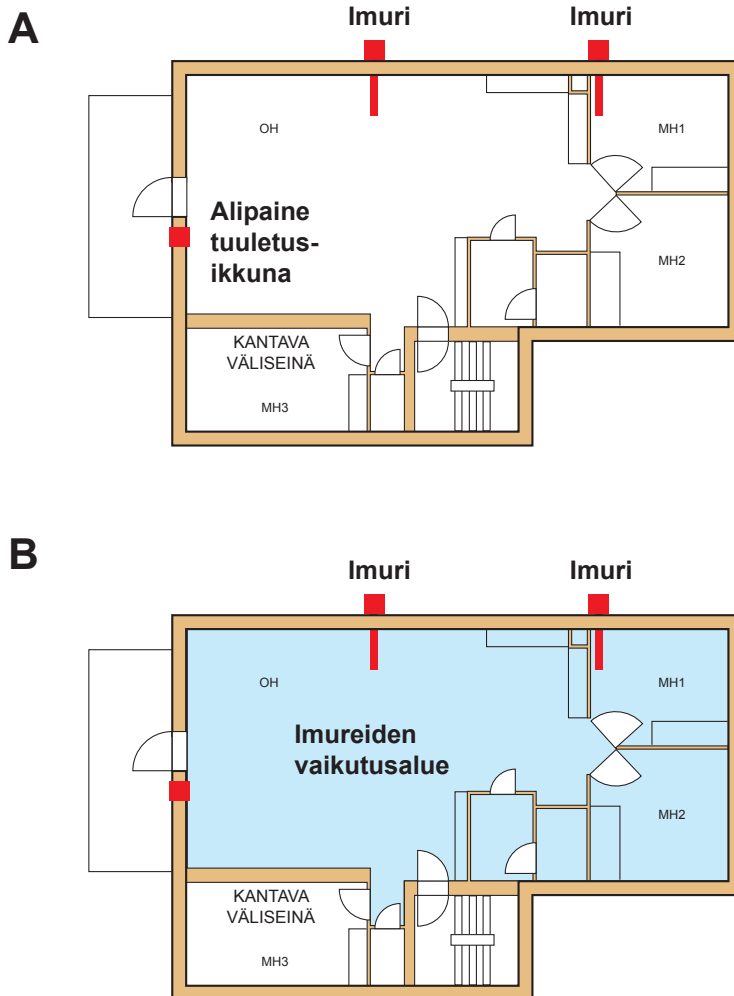 A
Imuri
Imuri
OH
MH1
Alipaine
tuuletus-
ikkuna
MH2
KANTAVA
VÄLISEINÄ
MH3
B
Imuri
Imuri
OH
MH1
Imureiden
vaikutusalue
MH2
KANTAVA
VÄLISEINÄ
MH3